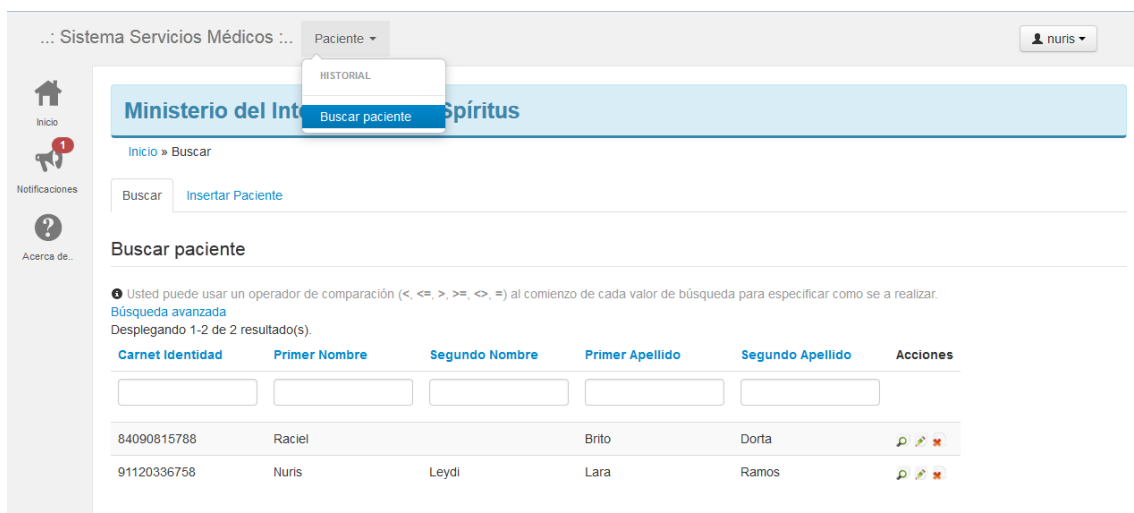 ..: Sistema Servicios Médicos :.. Paciente nuris
HISTORIAL
Buscar paciente
Inicio
1
Notificaciones
Acerca de..
Ministerio del Int Spíritus
Inicio » Buscar
Buscar Insertar Paciente
Buscar paciente
Usted puede usar un operador de comparación (<, <=, >, >=, <>, =) al comienzo de cada valor de búsqueda para especificar como se a realizar.
Búsqueda avanzada
Desplegando 1-2 de 2 resultado(s).
Carnet Identidad Primer Nombre Segundo Nombre Primer Apellido Segundo Apellido Acciones
84090815788 Raciel Brito Dorta
91120336758 Nuris Leydi Lara Ramos